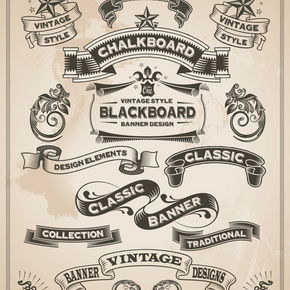 VINTAGE
STYLE
VINTAGE
STYLE
CHALKBOARD
Chic
VINTAGE STYLE
BLACKBOARD
BANNER DESIGN
DESIGN ELEMENTS
CLASSIC
CLASSIC
BANNER
COLLECTION
TRADITIONAL
BANNER
VINTAGE
DESIGNS